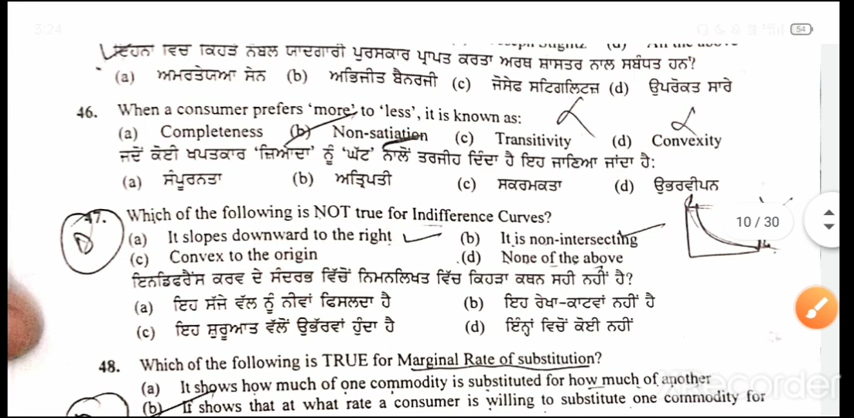 3:24
54
ਇਹਨਾਂ ਵਿਚੋਂ ਕਿਹੜੇ ਨੋਬਲ ਯਾਦਗਾਰੀ ਪੁਰਸਕਾਰ ਪ੍ਰਾਪਤ ਕਰਤਾ ਅਰਥ ਸ਼ਾਸਤਰ ਨਾਲ ਸਬੰਧਤ ਹਨ?
(a) ਅਮਰਤੇਯਆ ਸੇਨ (b) ਅਭਿਜੀਤ ਬੈਨਰਜੀ (c) ਜੋਸੇਫ ਸਟਿਗਲਿਟਜ਼ (d) ਉਪਰੋਕਤ ਸਾਰੇ
46. When a consumer prefers 'more' to 'less', it is known as:
(a) Completeness (b) Non-satiation (c) Transitivity (d) Convexity
ਜਦੋਂ ਕੋਈ ਖਪਤਕਾਰ 'ਜ਼ਿਆਦਾ' ਨੂੰ 'ਘੱਟ' ਨਾਲੋਂ ਤਰਜੀਹ ਦਿੰਦਾ ਹੈ ਇਹ ਜਾਣਿਆ ਜਾਂਦਾ ਹੈ:
(a) ਸੰਪੂਰਨਤਾ (b) ਅਤ੍ਰਿਪਤੀ (c) ਸਕਰਮਕਤਾ (d) ਉਭਰਵੀਪਨ
47. Which of the following is NOT true for Indifference Curves?
10 / 30
(a) It slopes downward to the right (b) It is non-intersecting
(c) Convex to the origin (d) None of the above
ਇਨਡਿਫਰੈਂਸ ਕਰਵ ਦੇ ਸੰਦਰਭ ਵਿੱਚੋਂ ਨਿਮਨਲਿਖਤ ਵਿੱਚ ਕਿਹੜਾ ਕਥਨ ਸਹੀ ਨਹੀਂ ਹੈ?
(a) ਇਹ ਸੱਜੇ ਵੱਲ ਨੂੰ ਨੀਵਾਂ ਫਿਸਲਦਾ ਹੈ (b) ਇਹ ਰੇਖਾ-ਕਾਟਵਾਂ ਨਹੀਂ ਹੈ
(c) ਇਹ ਸ਼ੁਰੂਆਤ ਵੱਲੋਂ ਉਭੱਰਵਾਂ ਹੁੰਦਾ ਹੈ (d) ਇੰਨ੍ਹਾਂ ਵਿਚੋਂ ਕੋਈ ਨਹੀਂ
48. Which of the following is TRUE for Marginal Rate of substitution?
(a) It shows how much of one commodity is substituted for how much of another
(b) It shows that at what rate a consumer is willing to substitute one commodity for